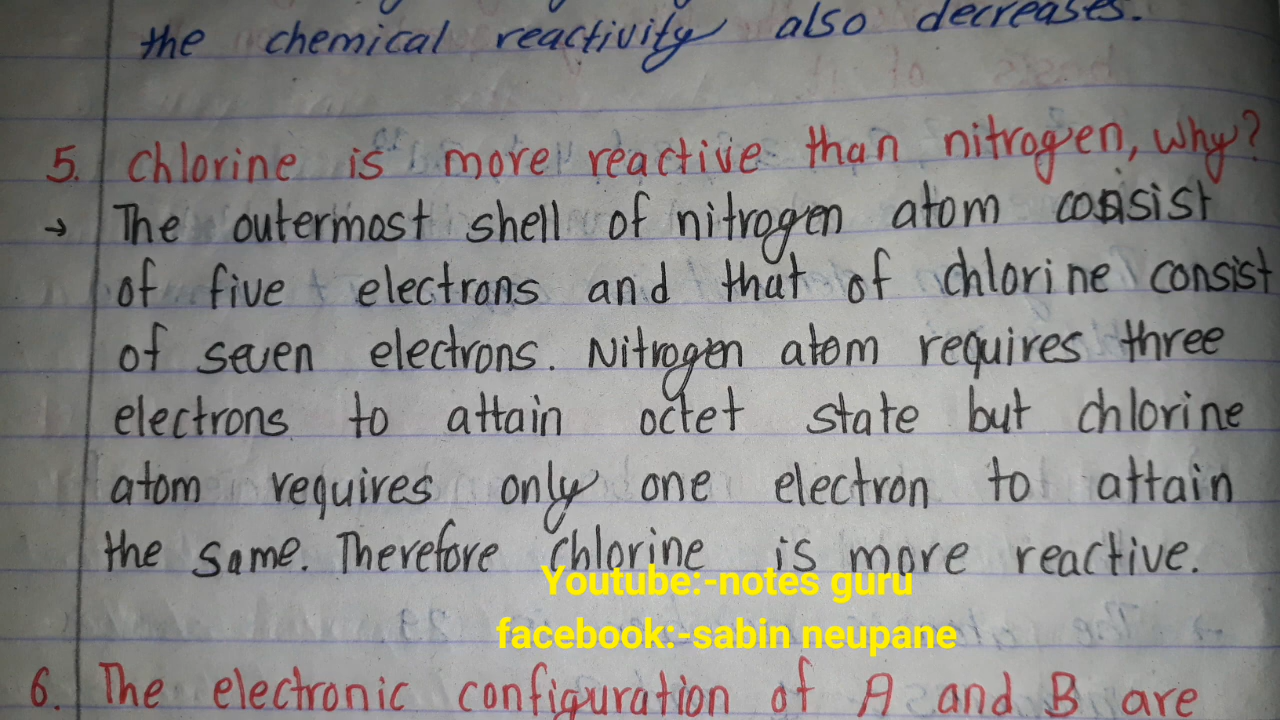 the chemical reactivity also decreases.
5. Chlorine is more reactive than nitrogen, why?
→ The outermost shell of nitrogen atom consist
of five electrons and that of chlorine consist
of seven electrons. Nitrogen atom requires three
electrons to attain octet state but chlorine
atom requires only one electron to attain
the same. Therefore chlorine is more reactive.
Youtube:-notes guru
facebook:-sabin neupane
6. The electronic configuration of A and B are